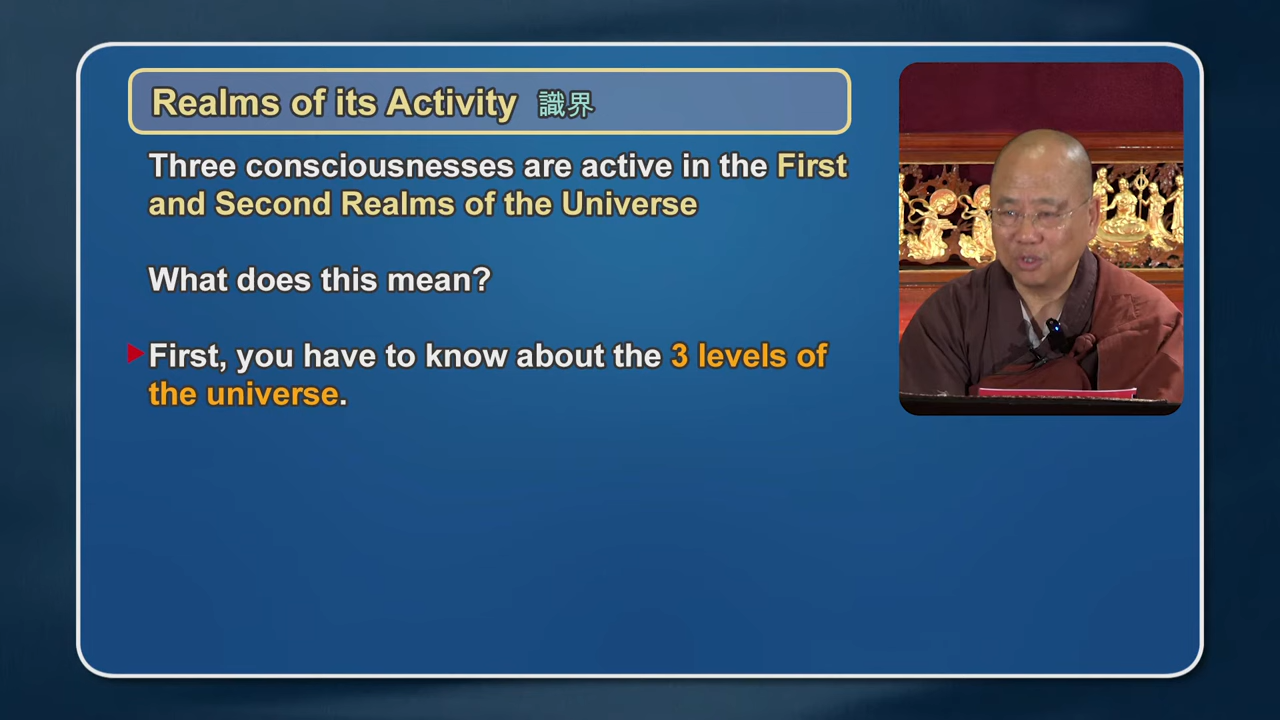 Realms of its Activity 識界
Three consciousnesses are active in the First
and Second Realms of the Universe
What does this mean?
First, you have to know about the 3 levels of
the universe.